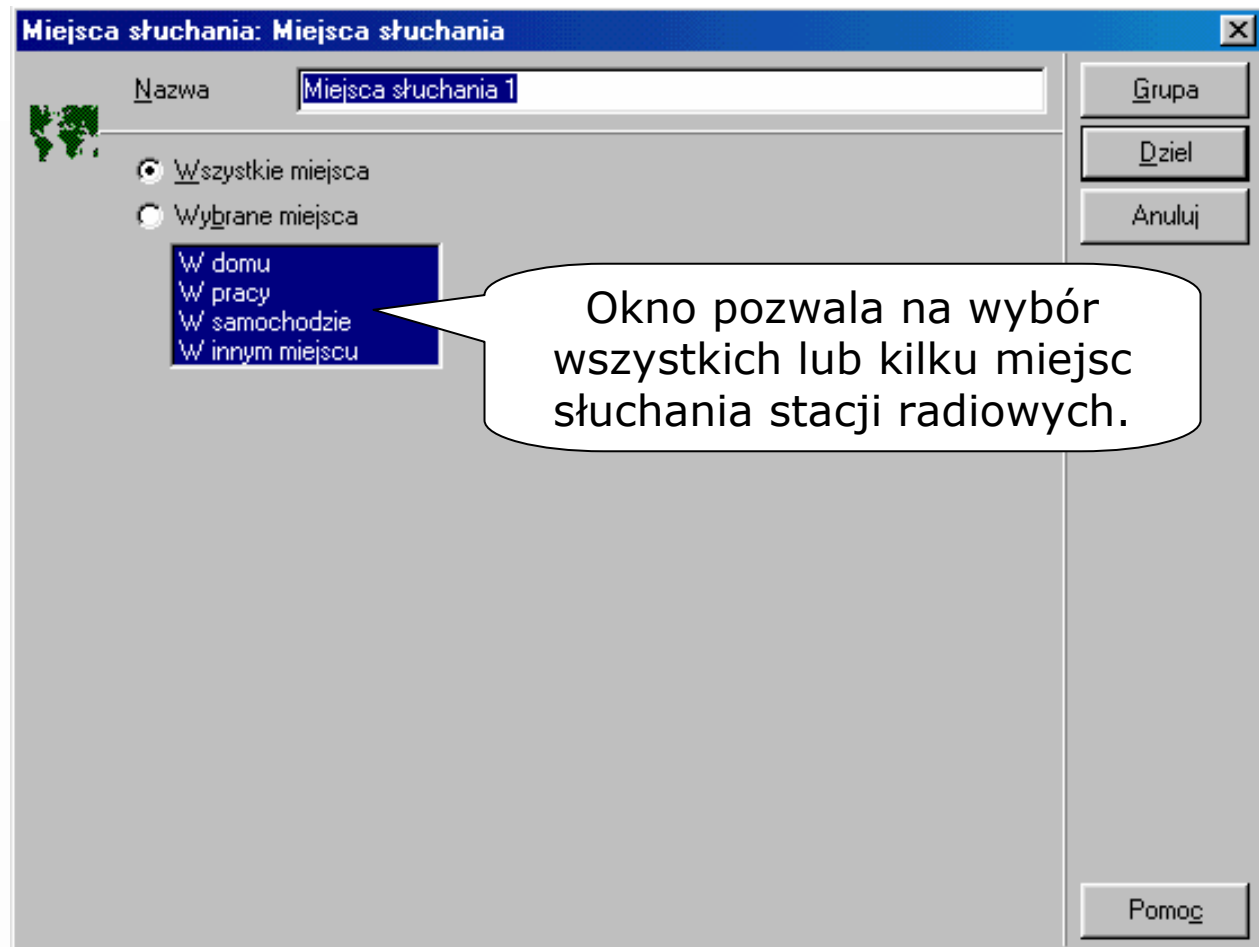 Miejsca słuchania: Miejsca słuchania
Nazwa Miejsca słuchania 1
Grupa
Dziel
Anuluj
Wszystkie miejsca
Wybrane miejsca
W domu
W pracy
W samochodzie
W innym miejscu
Okno pozwala na wybór
wszystkich lub kilku miejsc
słuchania stacji radiowych.
Pomoc